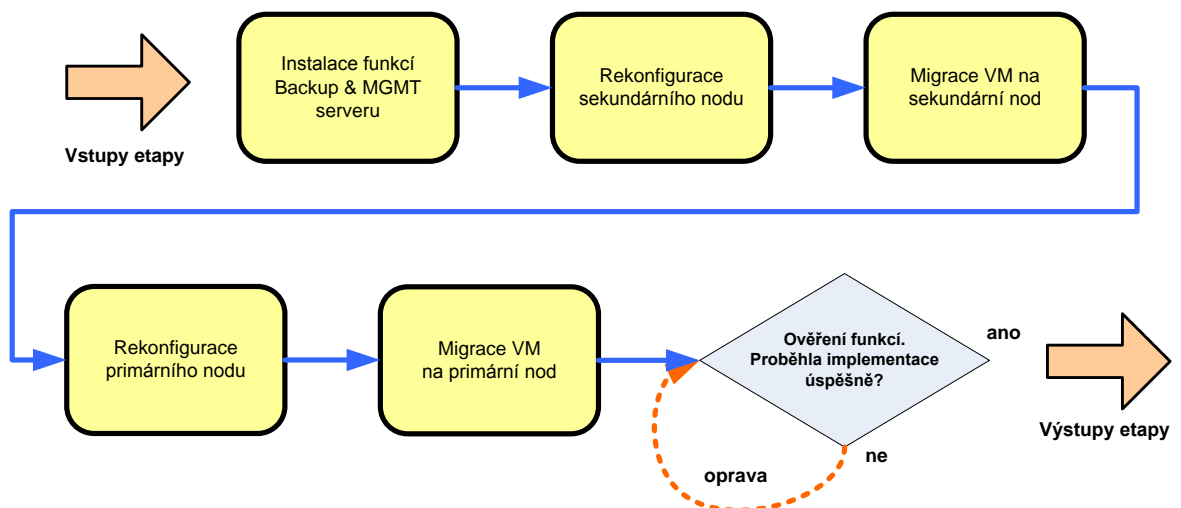 Vstupy etapy
Instalace funkcí
Backup & MGMT
serveru
Rekonfigurace
sekundárního nodu
Migrace VM na
sekundární nod
Rekonfigurace
primárního nodu
Migrace VM
na primární nod
Ověření funkcí.
Proběhla implementace
úspěšně?
ano
ne
oprava
Výstupy etapy